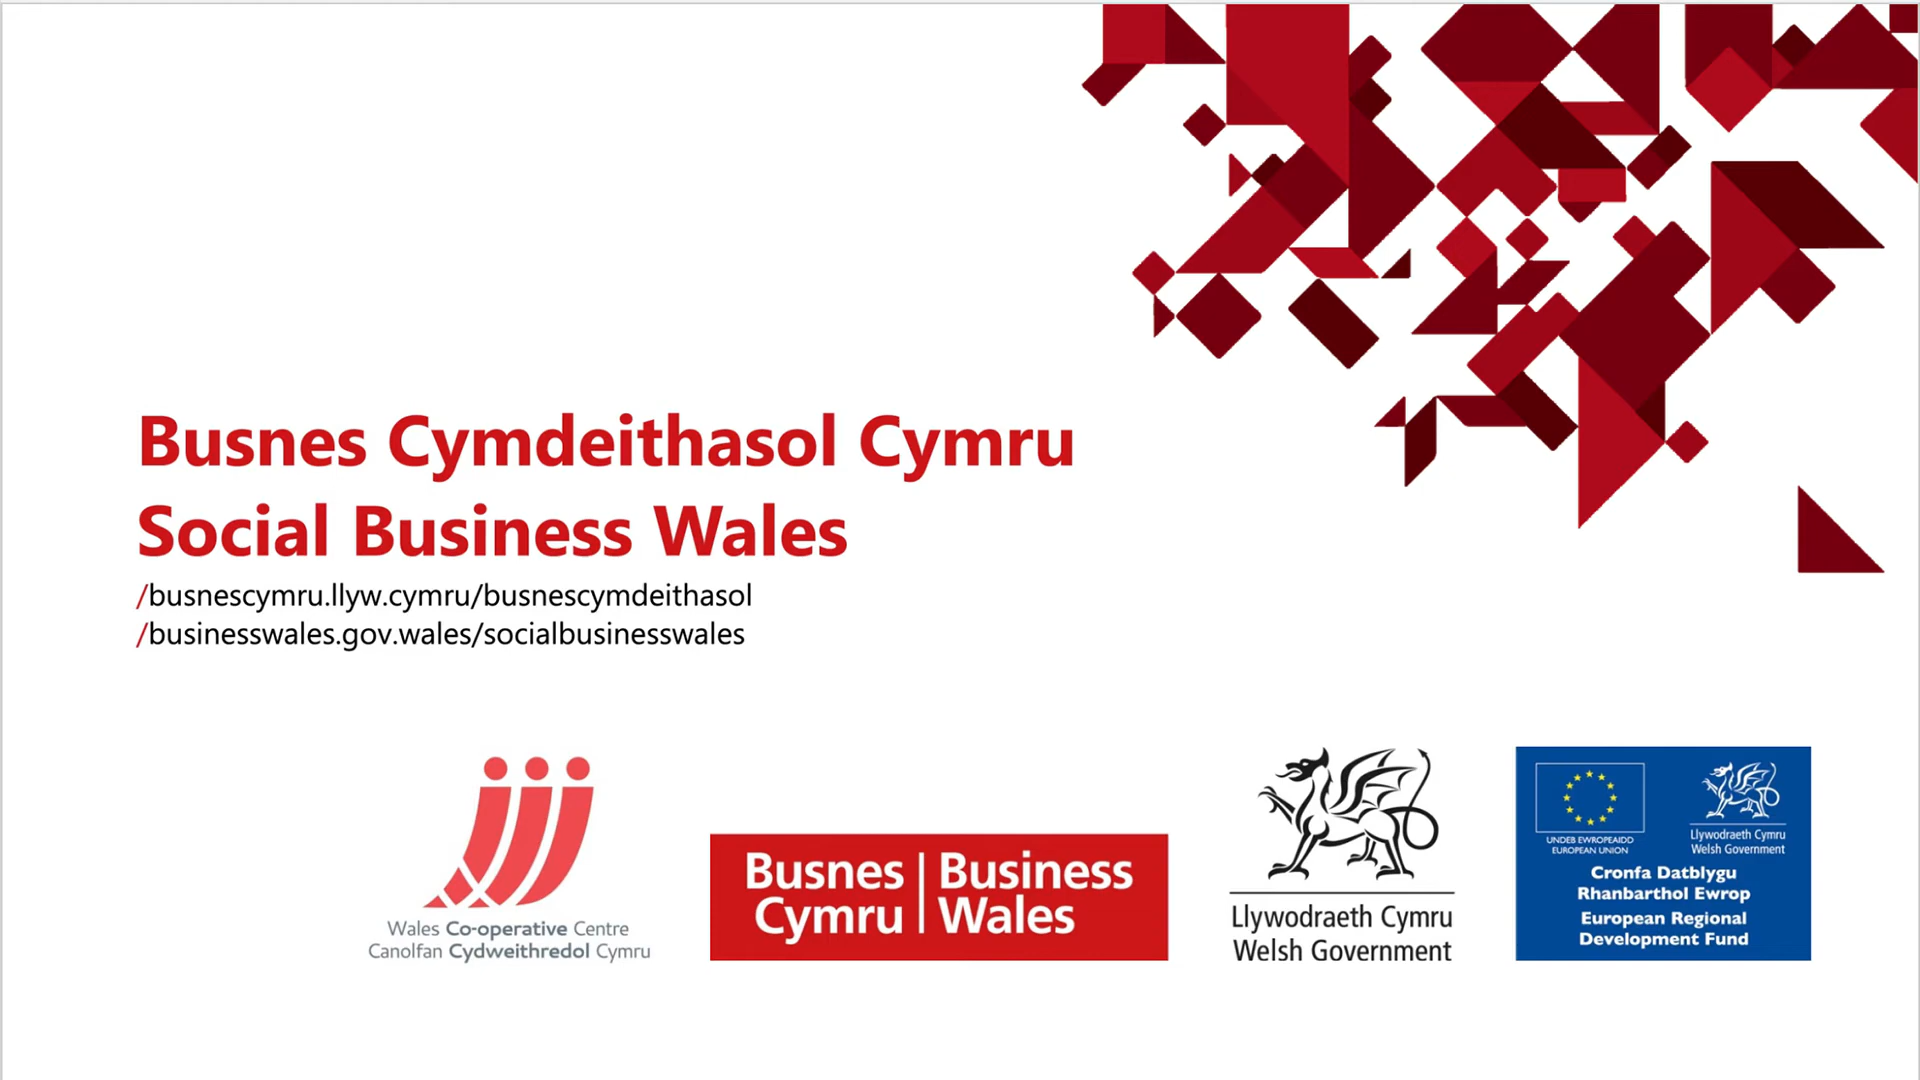 Busnes Cymdeithasol Cymru
Social Business Wales
/busnescymru.llyw.cymru/busnescymdeithasol
/businesswales.gov.wales/socialbusinesswales
Wales Co-operative Centre
Canolfan Cydweithredol Cymru
Busnes Cymru
Business Wales
Llywodraeth Cymru
Welsh Government
UNDEB EWROPEAIDD
EUROPEAN UNION
Llywodraeth Cymru
Welsh Government
Cronfa Datblygu
Rhanbarthol Ewrop
European Regional
Development Fund